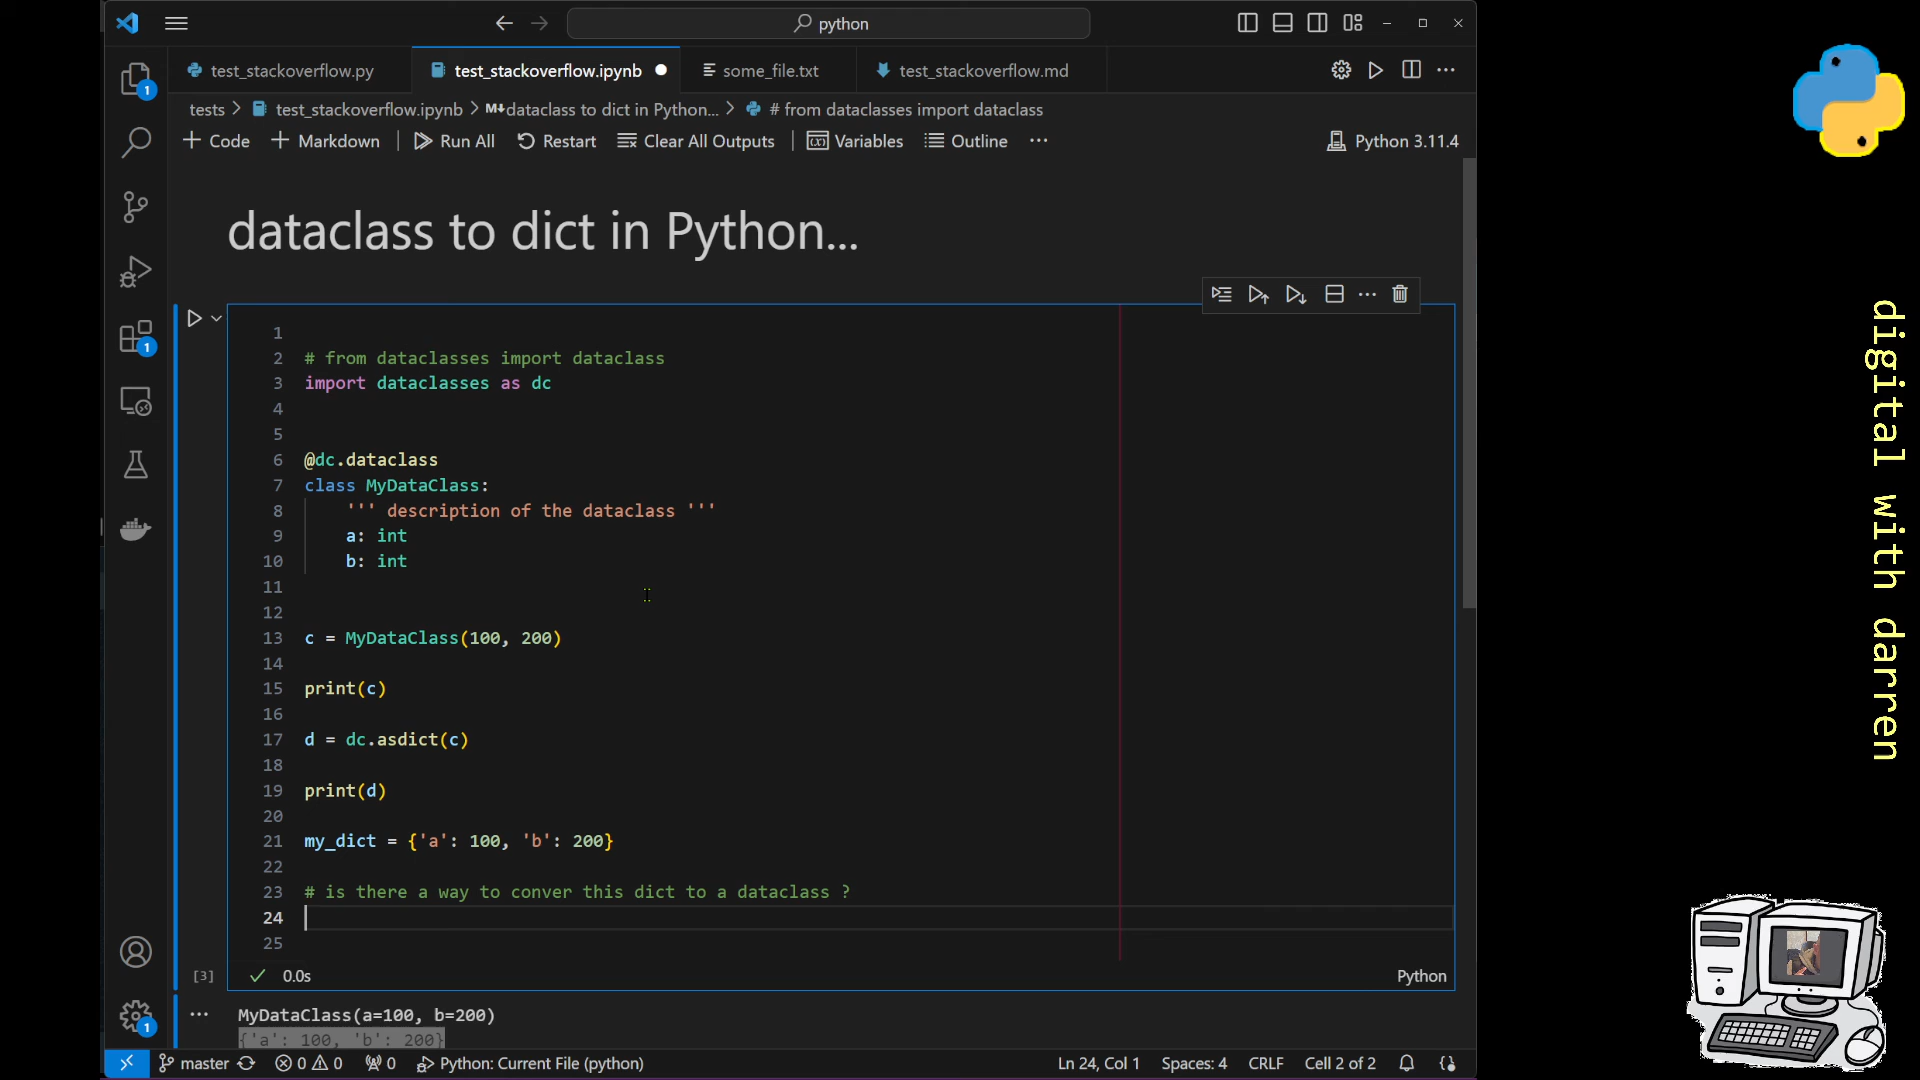 python
test_stackoverflow.py
test_stackoverflow.ipynb
some_file.txt
test_stackoverflow.md
tests > test_stackoverflow.ipynb > M↓dataclass to dict in Python... > # from dataclasses import dataclass
+ Code + Markdown Run All Restart Clear All Outputs Variables Outline ... Python 3.11.4
dataclass to dict in Python...
1
2 # from dataclasses import dataclass
3 import dataclasses as dc
4
5
6 @dc.dataclass
7 class MyDataClass:
8 ''' description of the dataclass '''
9 a: int
10 b: int
11
12
13 c = MyDataClass(100, 200)
14
15 print(c)
16
17 d = dc.asdict(c)
18
19 print(d)
20
21 my_dict = {'a': 100, 'b': 200}
22
23 # is there a way to conver this dict to a dataclass ?
24
25
[3] 0.0s Python
MyDataClass(a=100, b=200)
{'a': 100, 'b': 200}
master 0 0 0 Python: Current File (python) Ln 24, Col 1 Spaces: 4 CRLF Cell 2 of 2
1
1
1
digital with darren